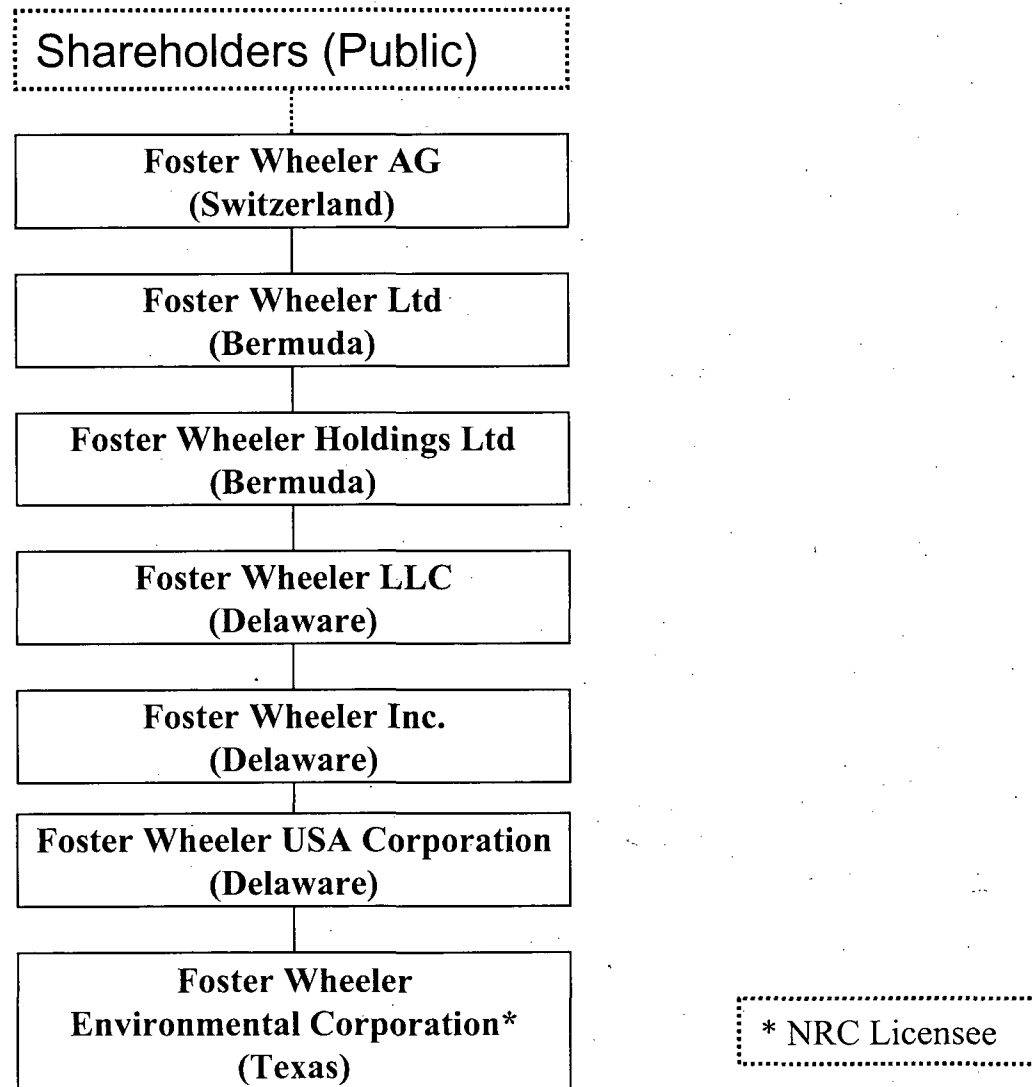 Shareholders (Public)
Foster Wheeler AG
(Switzerland)
Foster Wheeler Ltd
(Bermuda)
Foster Wheeler Holdings Ltd
(Bermuda)
Foster Wheeler LLC
(Delaware)
Foster Wheeler Inc.
(Delaware)
Foster Wheeler USA Corporation
(Delaware)
Foster Wheeler
Environmental Corporation*
(Texas)
* NRC Licensee